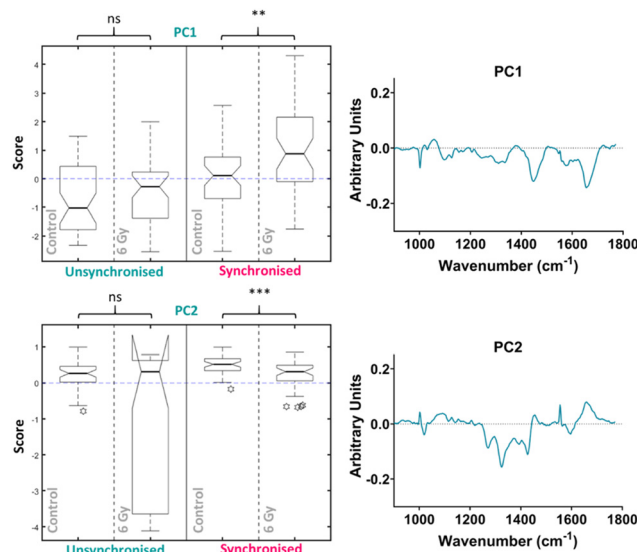 ns
**
PC1
Score
4
3
2
1
0
-1
-2
Control
6 Gy
Control
6 Gy
Unsynchronised
Synchronised
PC1
Arbitrary Units
0.2
0.0
-0.2
1000 1200 1400 1600 1800
Wavenumber (cm-1)
ns
***
PC2
Score
1
0
-1
-2
-3
-4
Control
6 Gy
Control
6 Gy
Unsynchronised
Synchronised
PC2
Arbitrary Units
0.2
0.0
-0.2
1000 1200 1400 1600 1800
Wavenumber (cm-1)